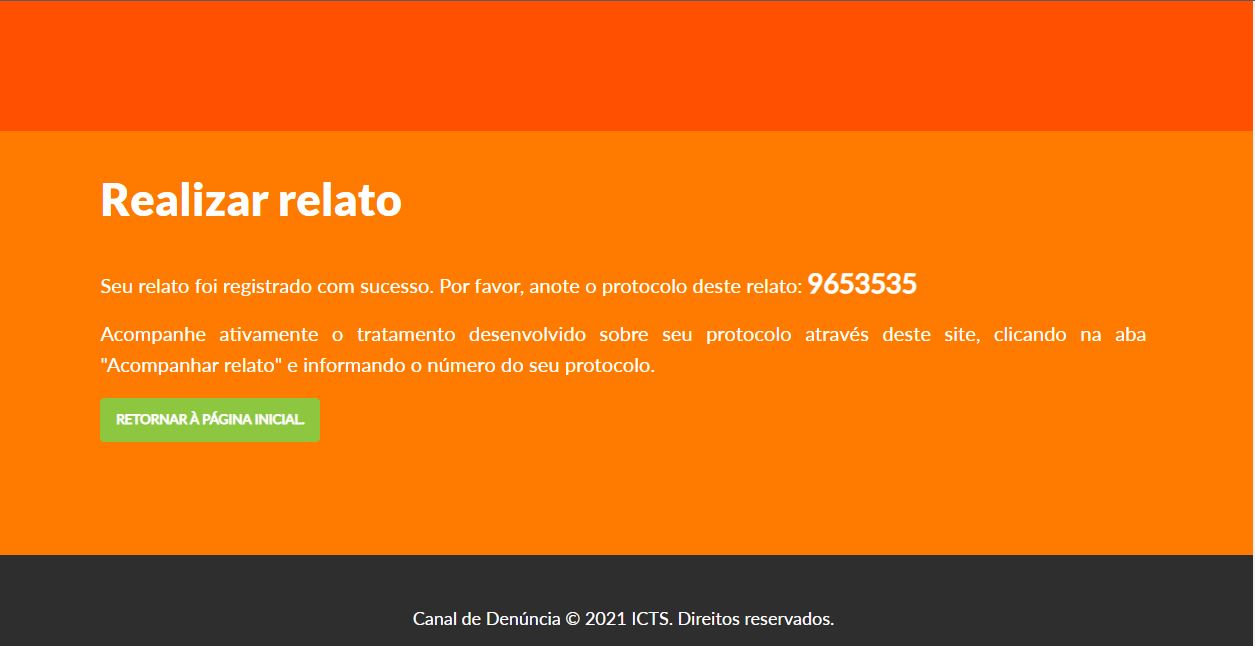 Realizar relato
Seu relato foi registrado com sucesso. Por favor, anote o protocolo deste relato: 9653535
Acompanhe ativamente o tratamento desenvolvido sobre seu protocolo através deste site, clicando na aba
"Acompanhar relato" e informando o número do seu protocolo.
RETORNAR À PÁGINA INICIAL.
Canal de Denúncia © 2021 ICTS. Direitos reservados.